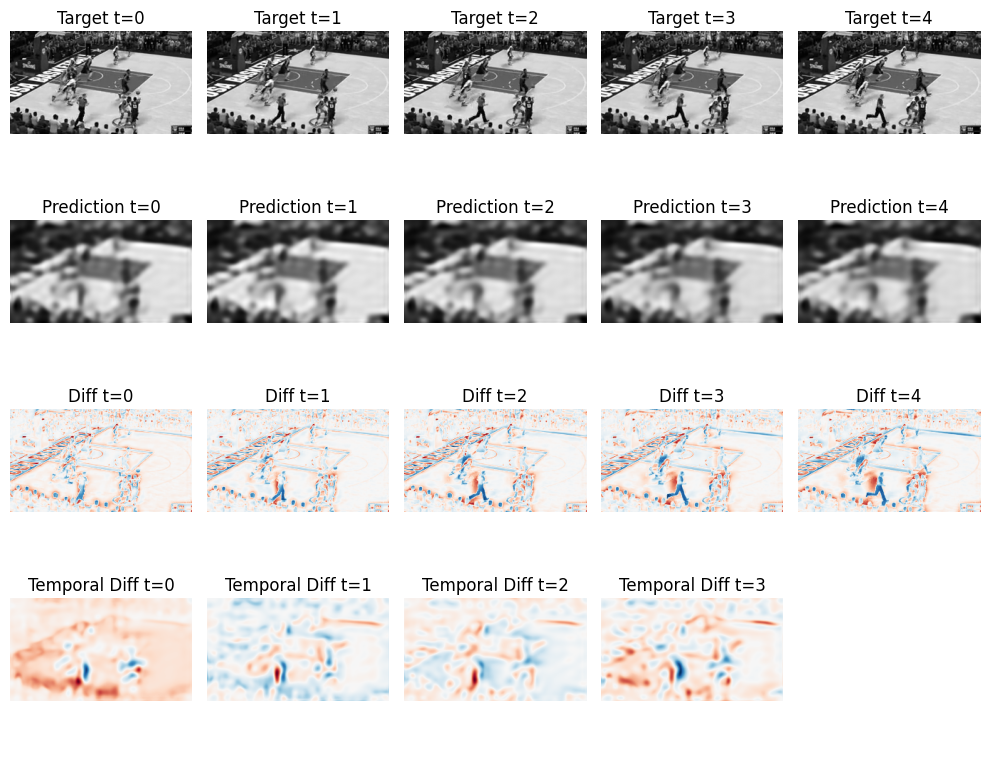 Target t=0
Target t=1
Target t=2
Target t=3
Target t=4
Prediction t=0
Prediction t=1
Prediction t=2
Prediction t=3
Prediction t=4
Diff t=0
Diff t=1
Diff t=2
Diff t=3
Diff t=4
Temporal Diff t=0
Temporal Diff t=1
Temporal Diff t=2
Temporal Diff t=3